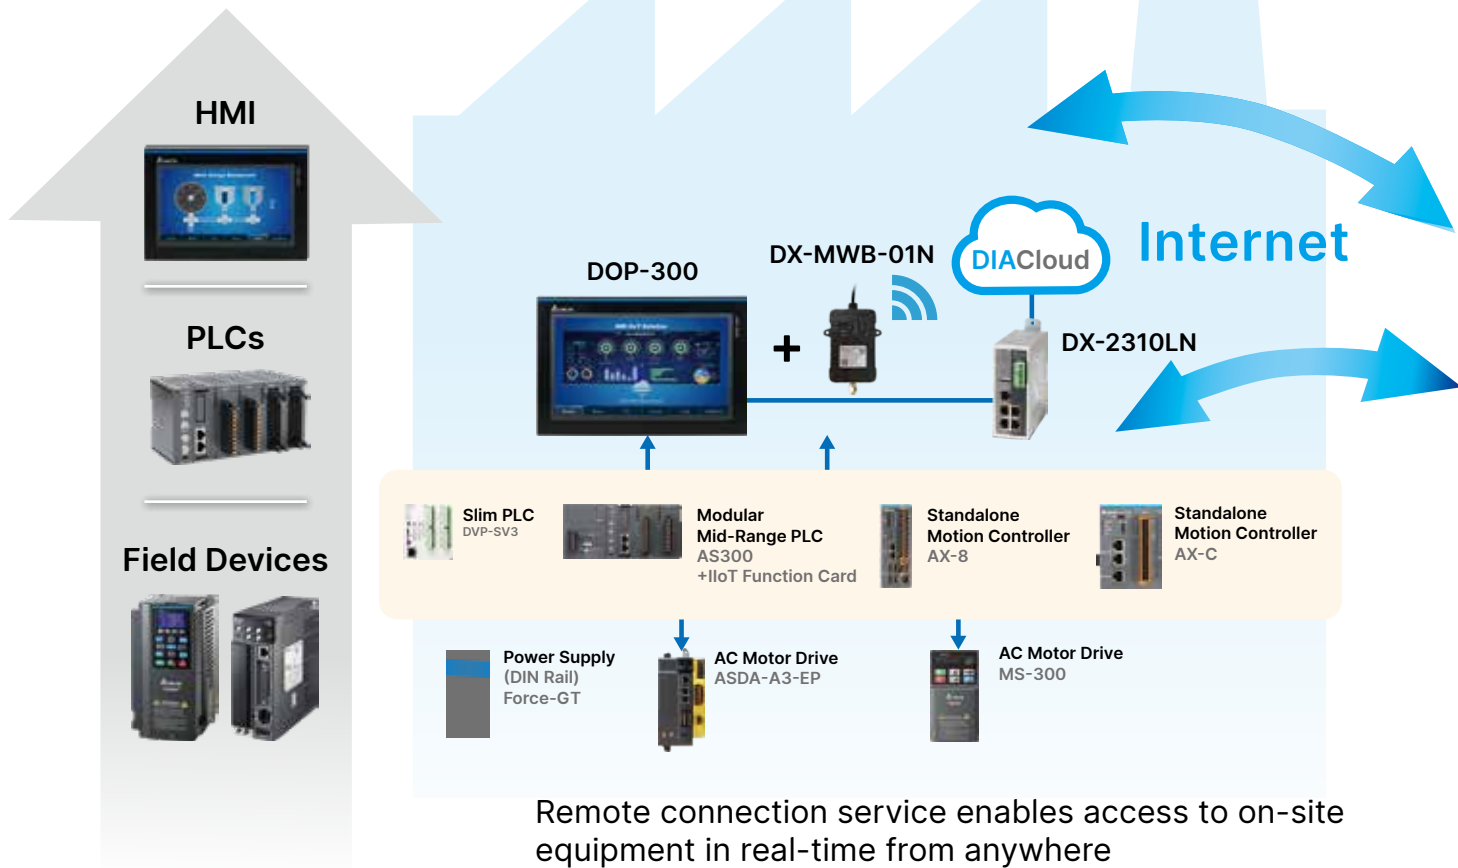 HMI
PLCs
Field Devices
DOP-300
DX-MWB-01N
DIACloud
Internet
DX-2310LN
Slim PLC
DVP-SV3
Modular
Mid-Range PLC
AS300
+IIoT Function Card
Standalone
Motion Controller
AX-8
Standalone
Motion Controller
AX-C
Power Supply
(DIN Rail)
Force-GT
AC Motor Drive
ASDA-A3-EP
AC Motor Drive
MS-300
Remote connection service enables access to on-site
equipment in real-time from anywhere